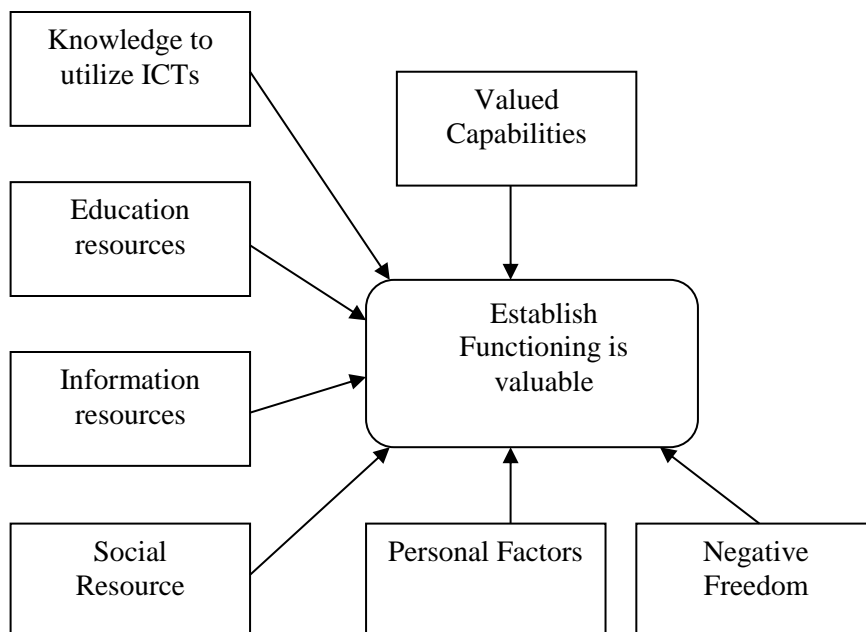 Knowledge to
utilize ICTs
Valued
Capabilities
Education
resources
Establish
Functioning is
valuable
Information
resources
Social
Resource
Personal Factors
Negative
Freedom